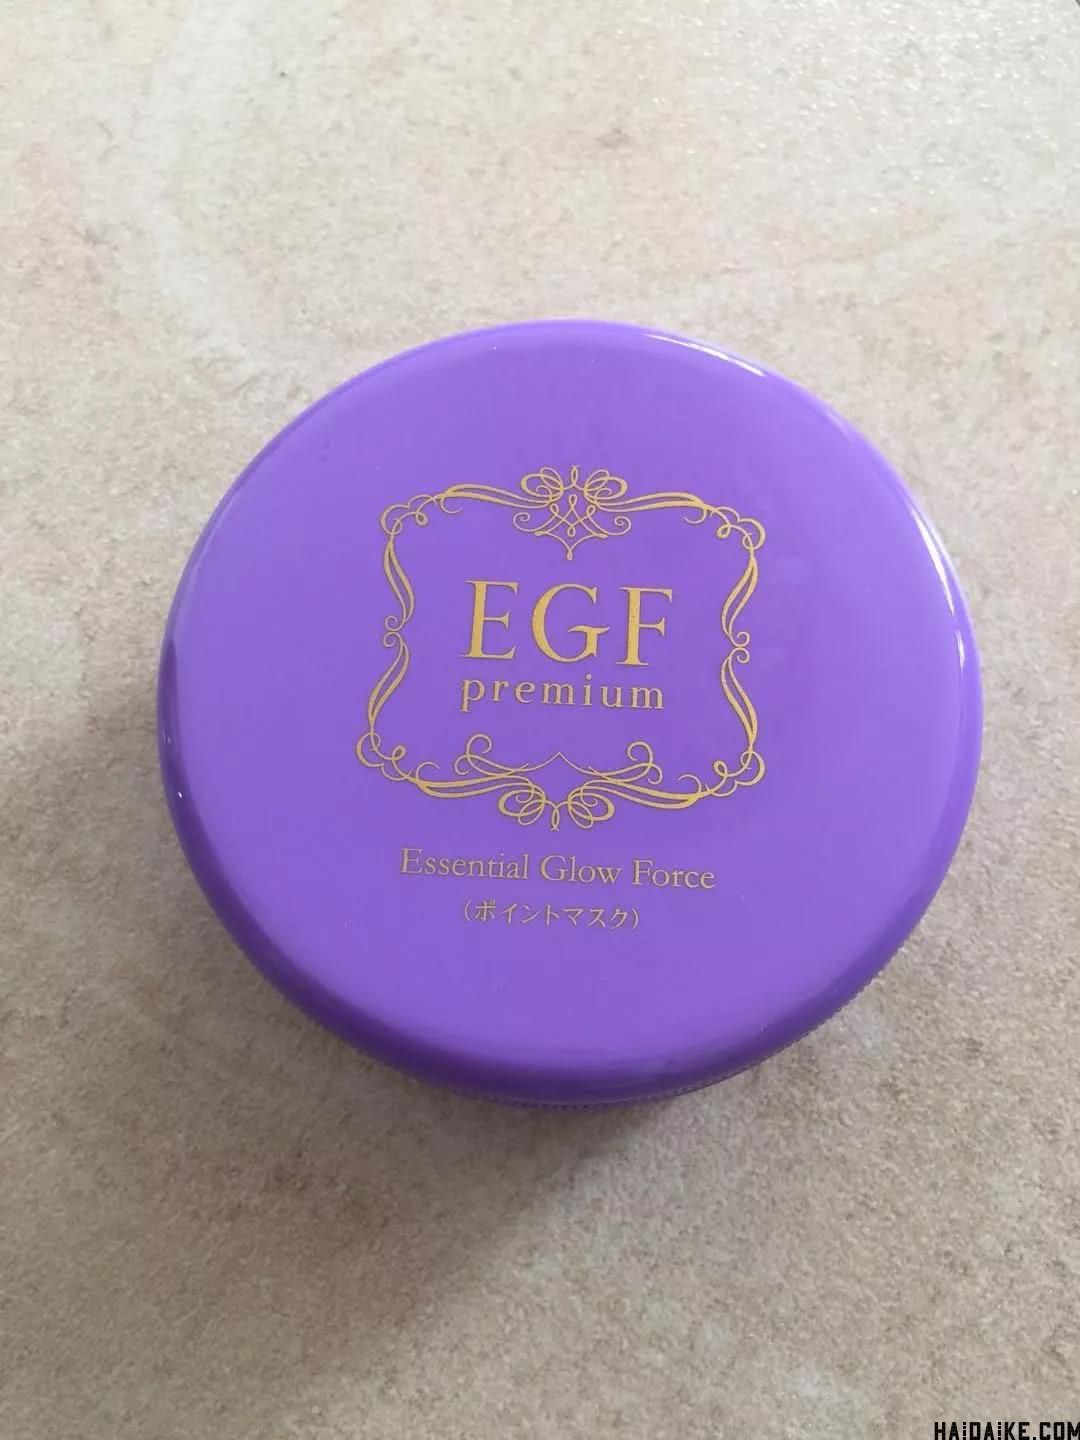 EGF
premium
Essential Glow Force
(ポイントマスク)
HAIDAIKE.COM